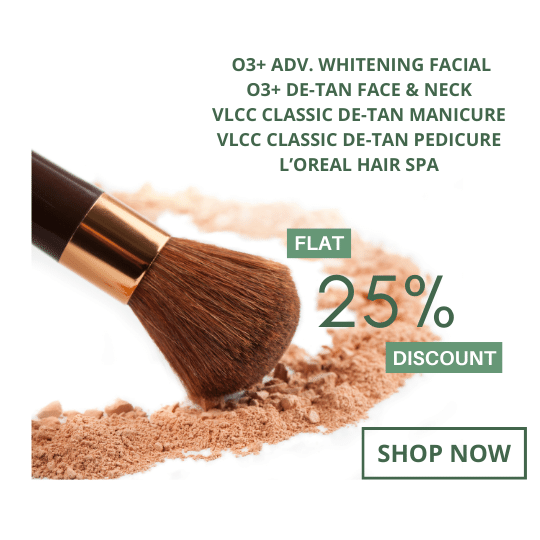 O3+ ADV. WHITENING FACIAL
O3+ DE-TAN FACE & NECK
VLCC CLASSIC DE-TAN MANICURE
VLCC CLASSIC DE-TAN PEDICURE
L’OREAL HAIR SPA
FLAT
25%
DISCOUNT
SHOP NOW